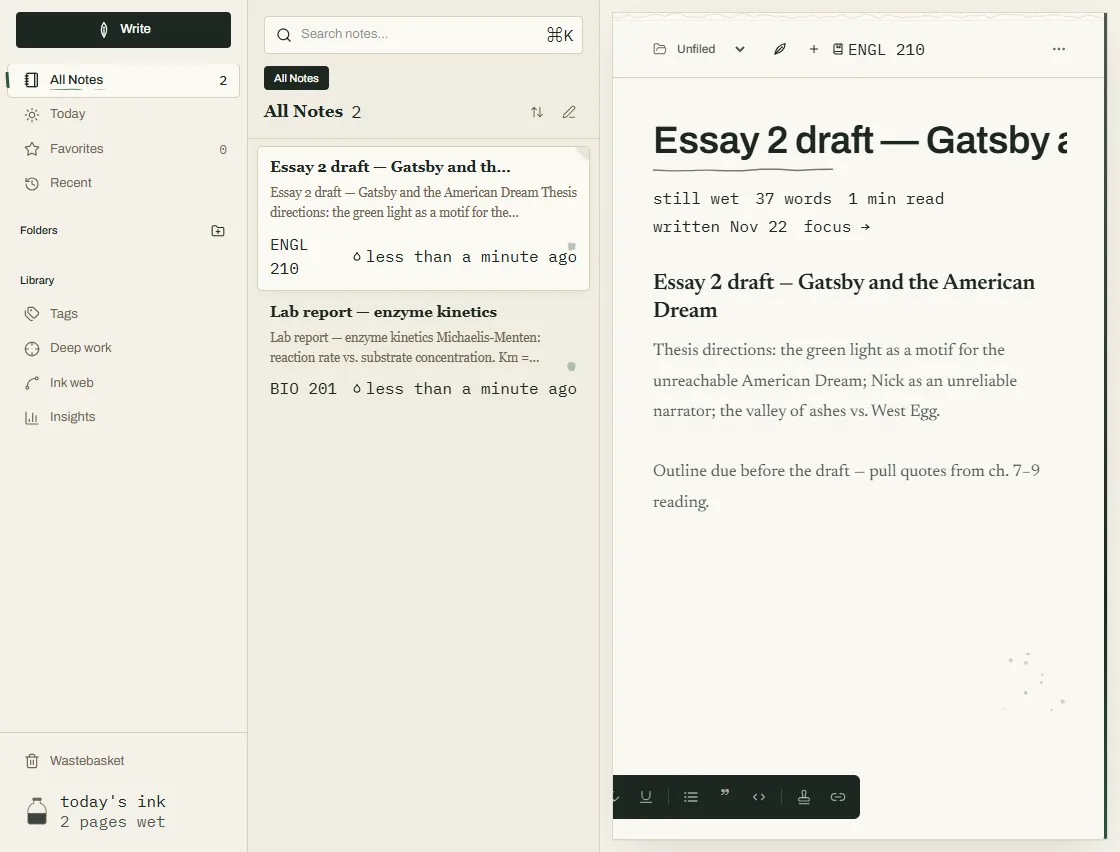 Write
All Notes 2
Today
Favorites 0
Recent
Folders
Library
Tags
Deep work
Ink web
Insights
Wastebasket
today's ink
2 pages wet
Search notes... ⌘K
All Notes
All Notes 2
Essay 2 draft — Gatsby and th...
Essay 2 draft — Gatsby and the American Dream Thesis
directions: the green light as a motif for the...
ENGL
210
less than a minute ago
Lab report — enzyme kinetics
Lab report — enzyme kinetics Michaelis-Menten:
reaction rate vs. substrate concentration. Km =...
BIO 201 less than a minute ago
Unfiled + ENGL 210 ...
Essay 2 draft — Gatsby a
still wet 37 words 1 min read
written Nov 22 focus →
Essay 2 draft — Gatsby and the American
Dream
Thesis directions: the green light as a motif for the
unreachable American Dream; Nick as an unreliable
narrator; the valley of ashes vs. West Egg.
Outline due before the draft — pull quotes from ch. 7–9
reading.